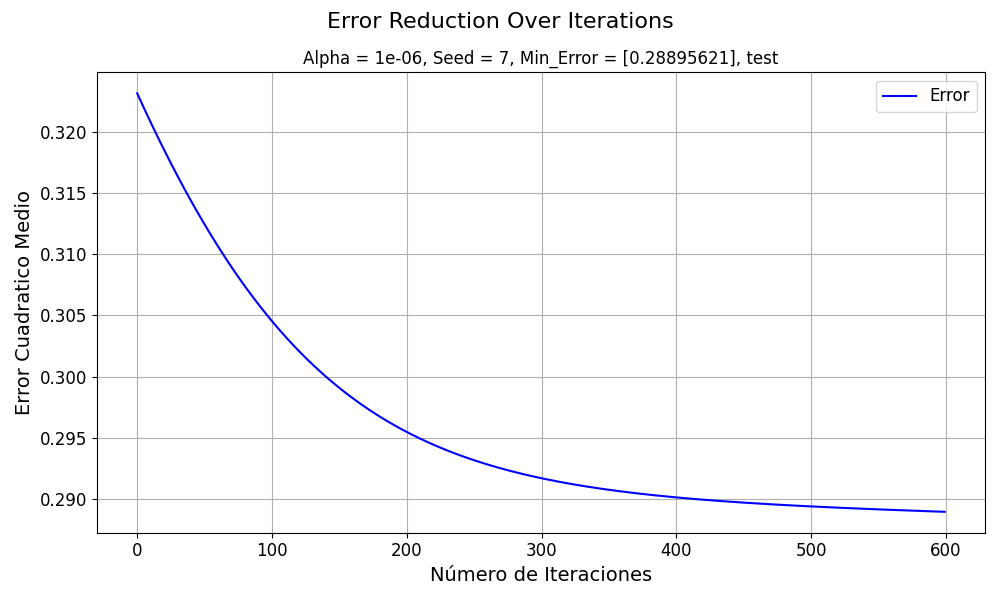 Error Reduction Over Iterations
Alpha = 1e-06, Seed = 7, Min_Error = [0.28895621], test
Error
0.320
0.315
0.310
0.305
0.300
0.295
0.290
Error Cuadratico Medio
0 100 200 300 400 500 600
Número de Iteraciones